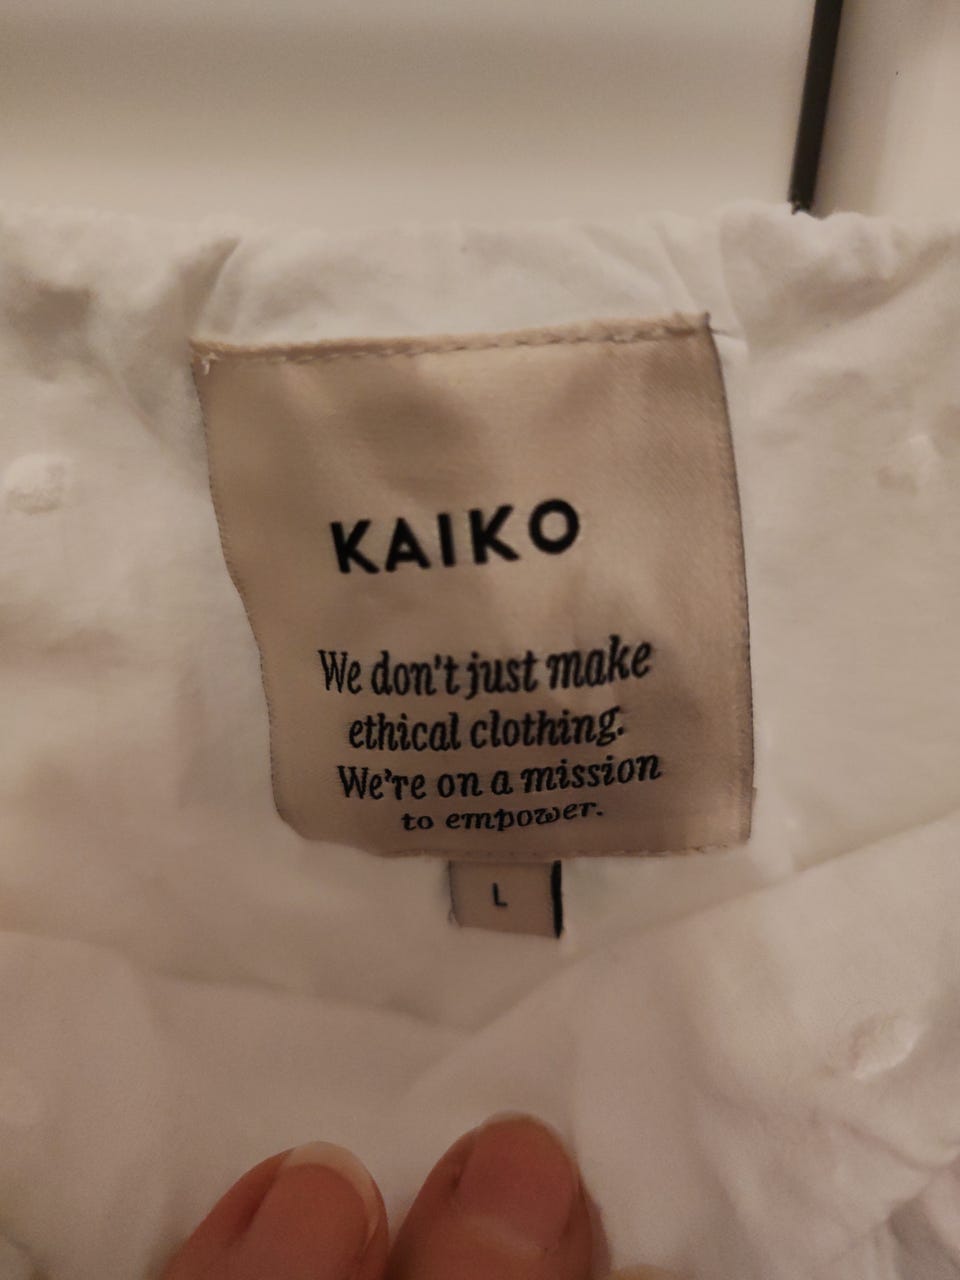 KAIKO
We don't just make
ethical clothing.
We're on a mission
to empower.
L